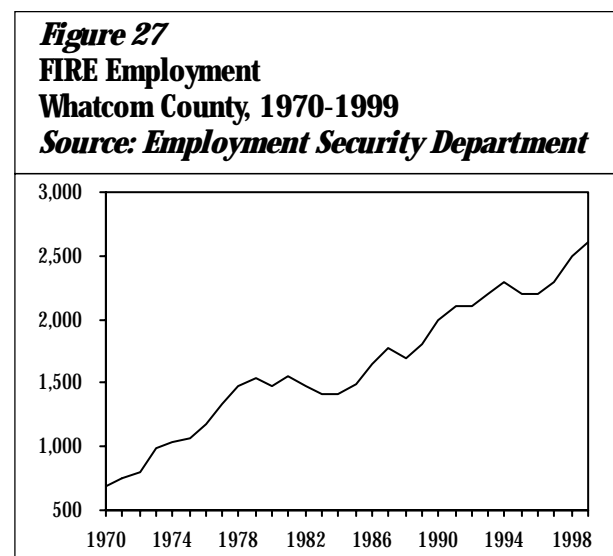 Figure 27
FIRE Employment
Whatcom County, 1970-1999
Source: Employment Security Department
3,000
2,500
2,000
1,500
1,000
500
1970 1974 1978 1982 1986 1990 1994 1998